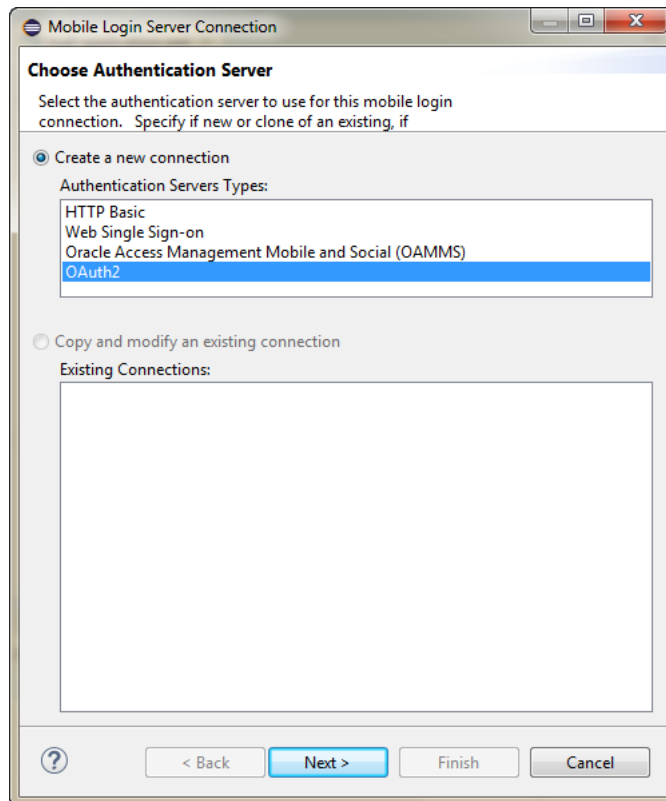 Mobile Login Server Connection
Choose Authentication Server
Select the authentication server to use for this mobile login
connection.   Specify if new or clone of an existing, if
Create a new connection
Authentication Servers Types:
HTTP Basic
Web Single Sign-on
Oracle Access Management Mobile and Social (OAMMS)
OAuth2
Copy and modify an existing connection
Existing Connections:
?
< Back
Next >
Finish
Cancel